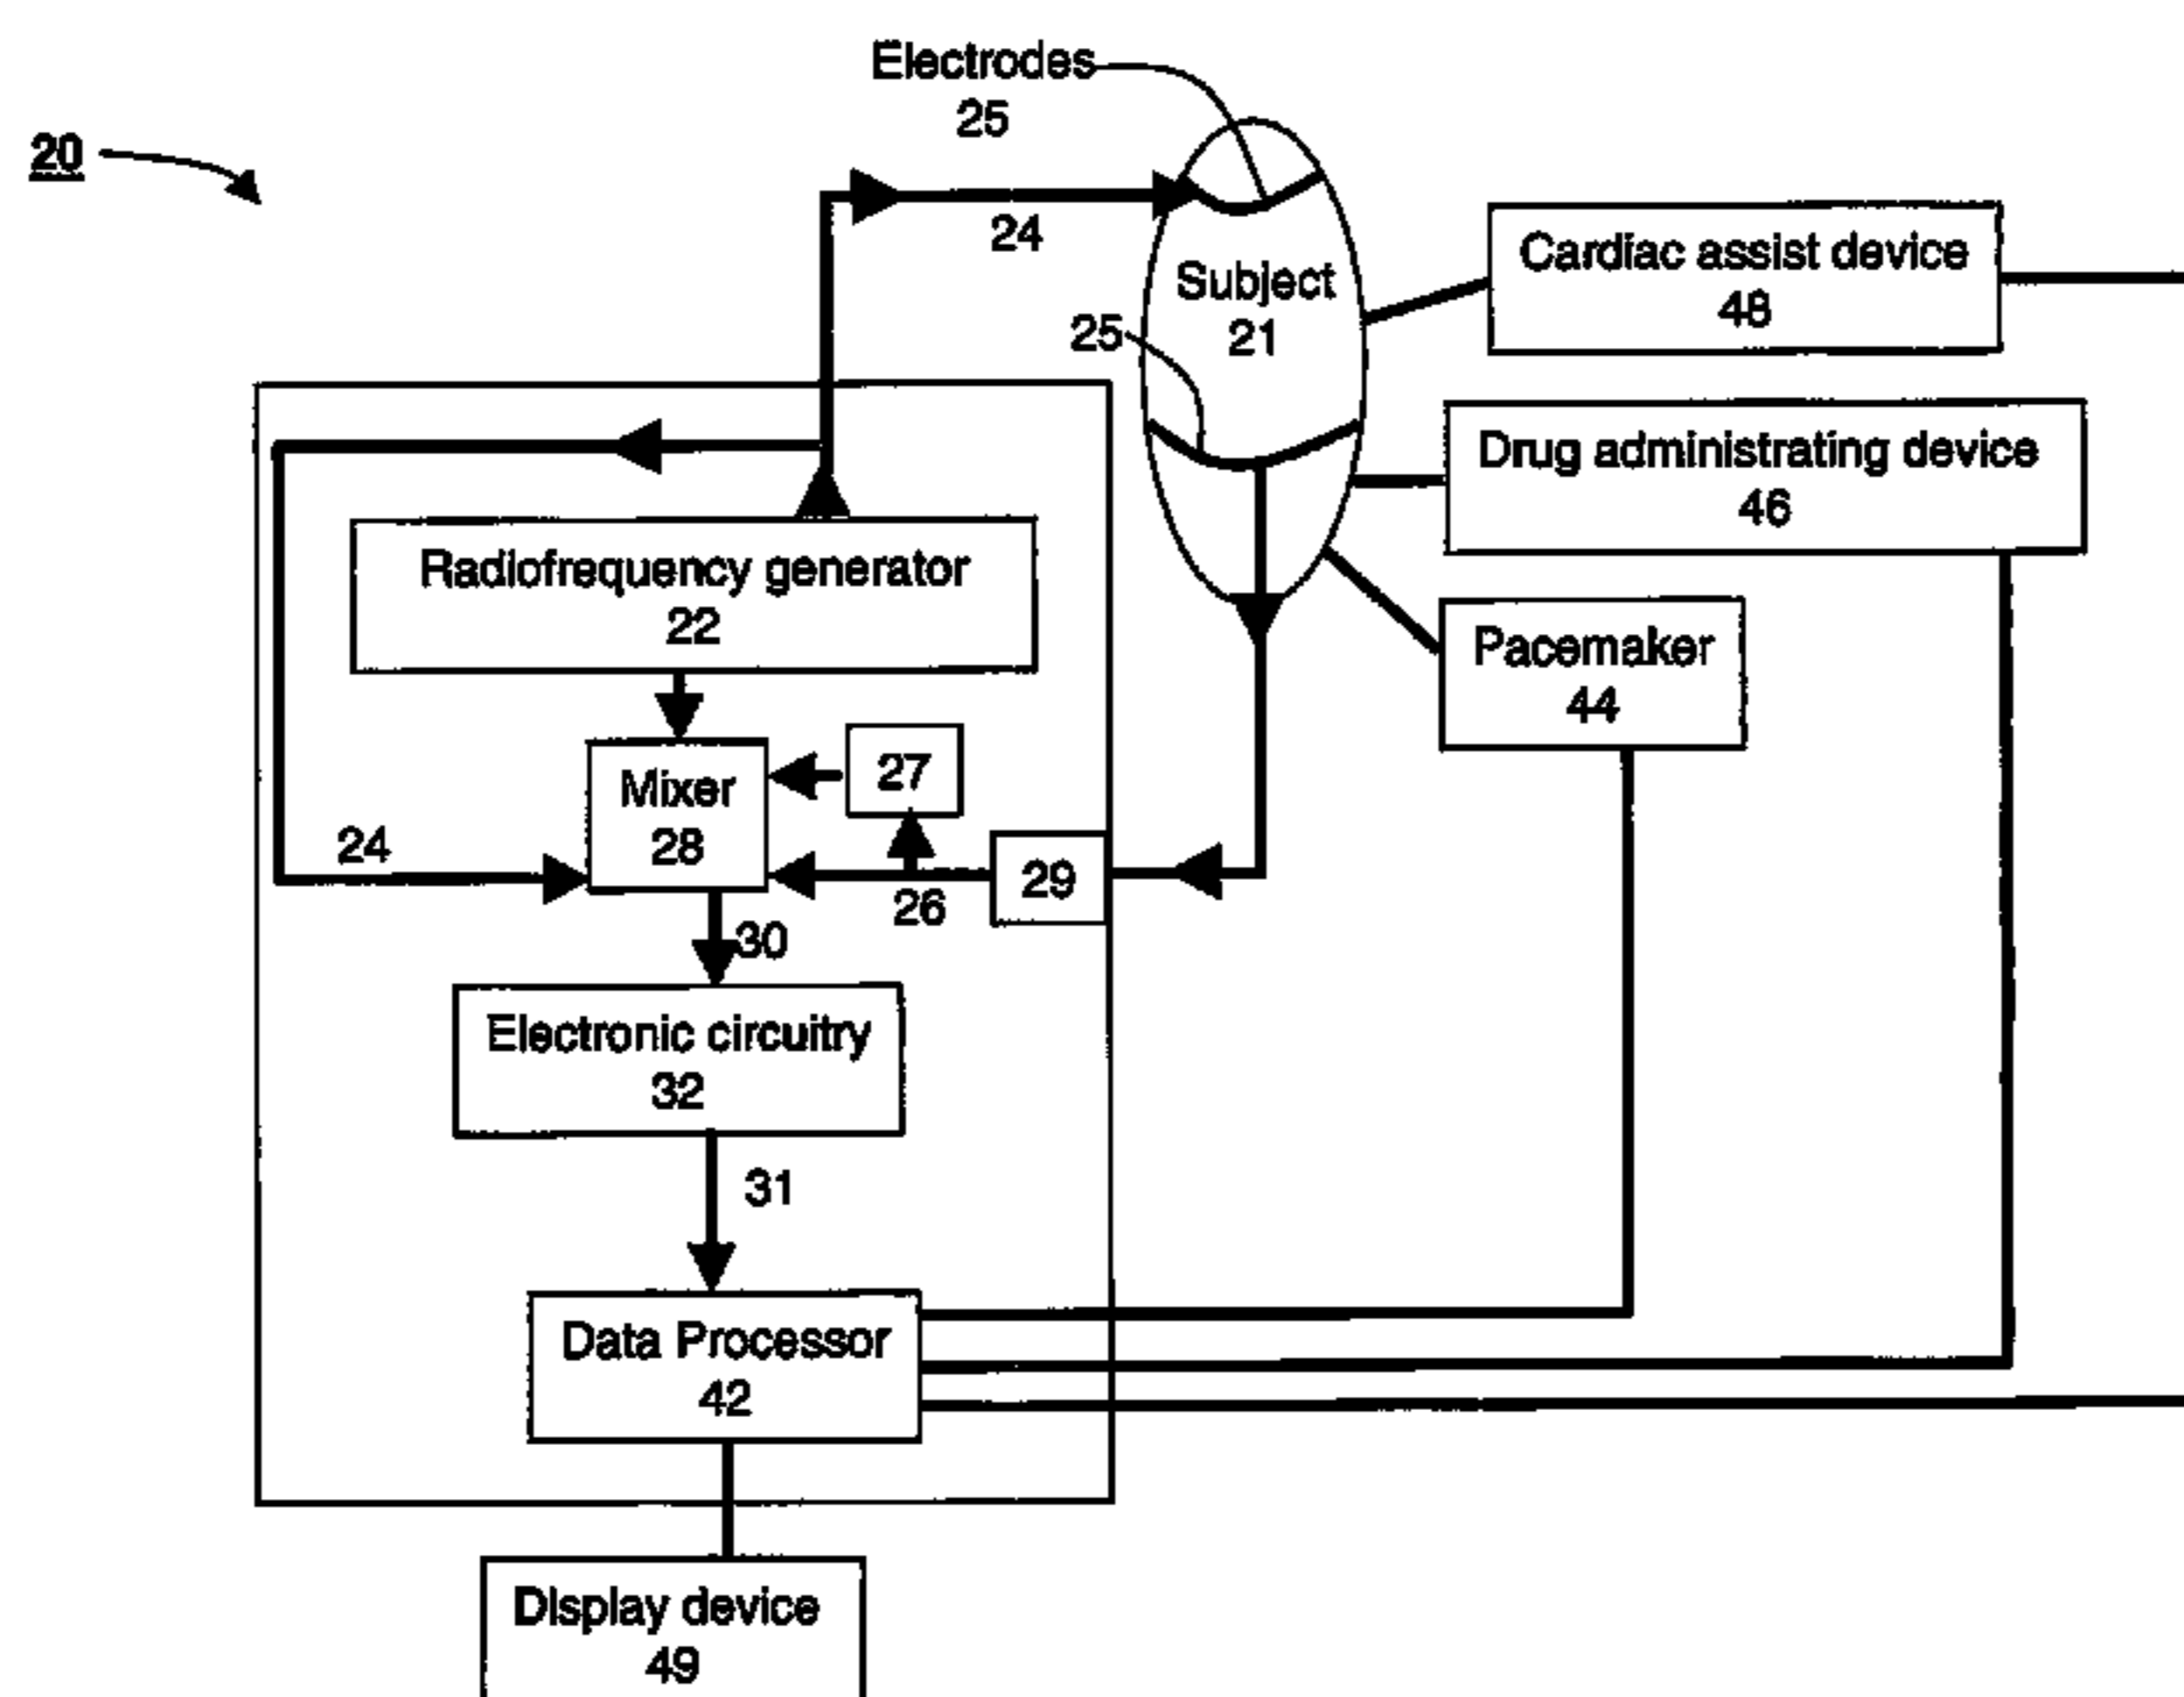 Electrodes
25
20
24
Subject
21
25
Cardiac assist device
48
Drug administrating device
46
Radiofrequency generator
22
Pacemaker
44
Mixer
28
27
24
29
26
30
Electronic circuitry
32
31
Data Processor
42
Display device
49